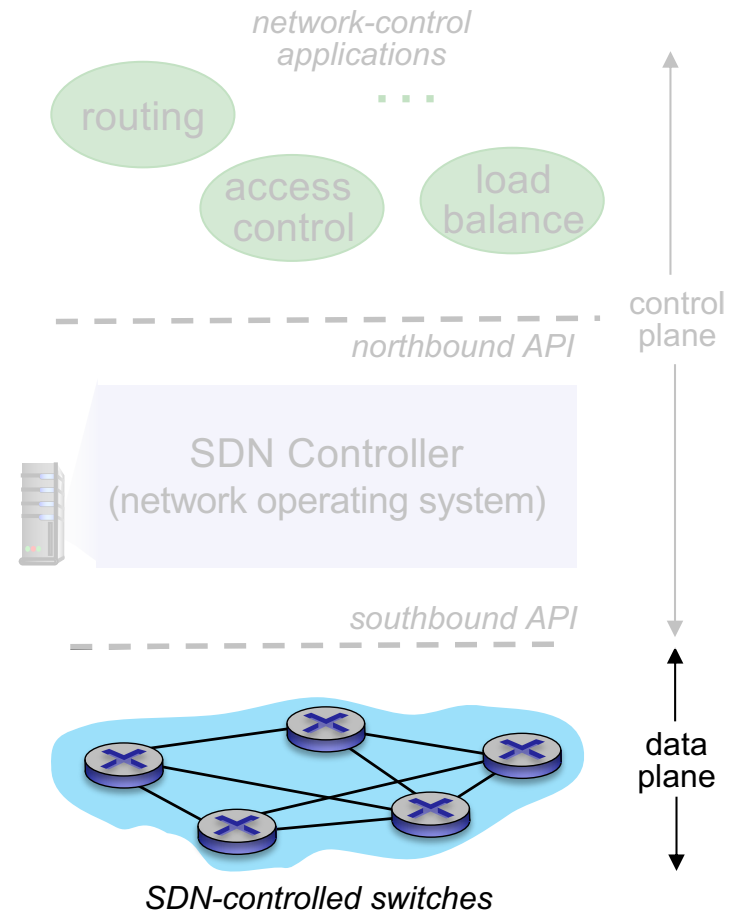 network-control
applications
routing
...
access
control
load
balance
control
plane
northbound API
SDN Controller
(network operating system)
southbound API
data
plane
SDN-controlled switches